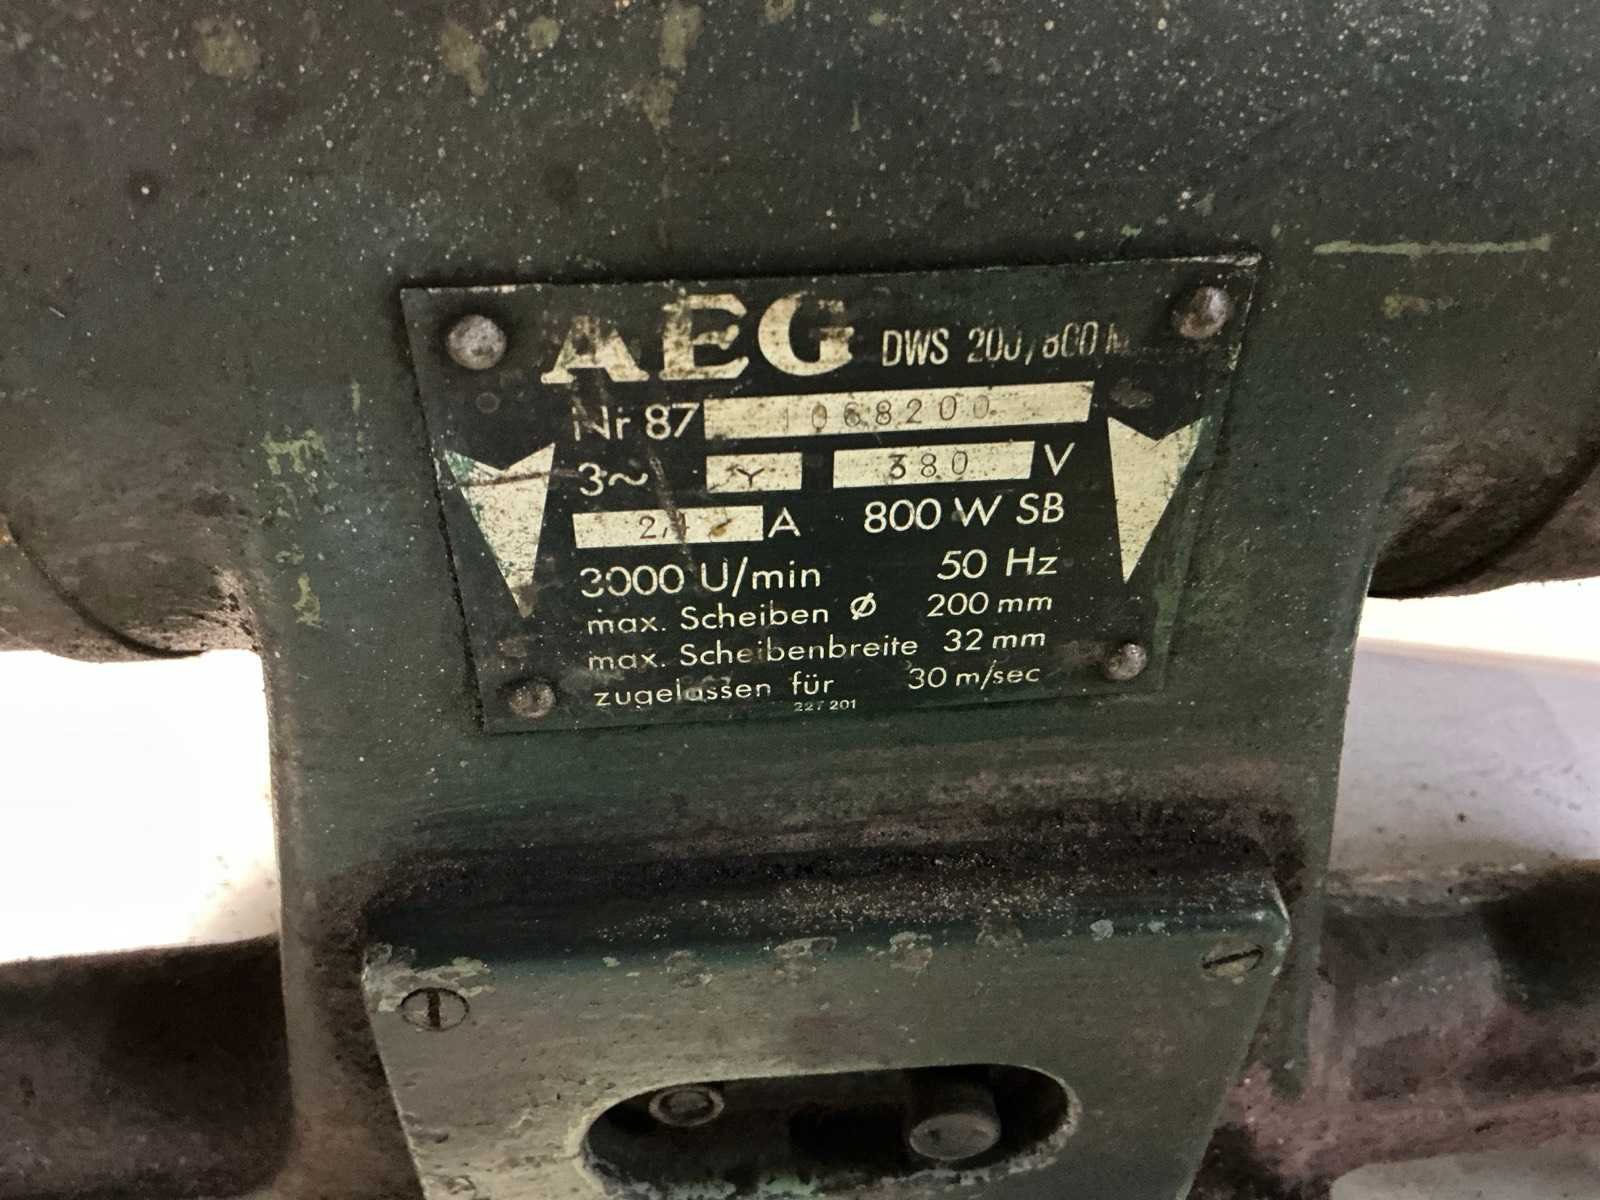 AEG DWS 200/800
Nr 87 1068200
3~ Y 380 V
A 800 W SB
3000 U/min 50 Hz
max. Scheiben Ø 200 mm
max. Scheibenbreite 32 mm
zugelassen für 30 m/sec
227 201